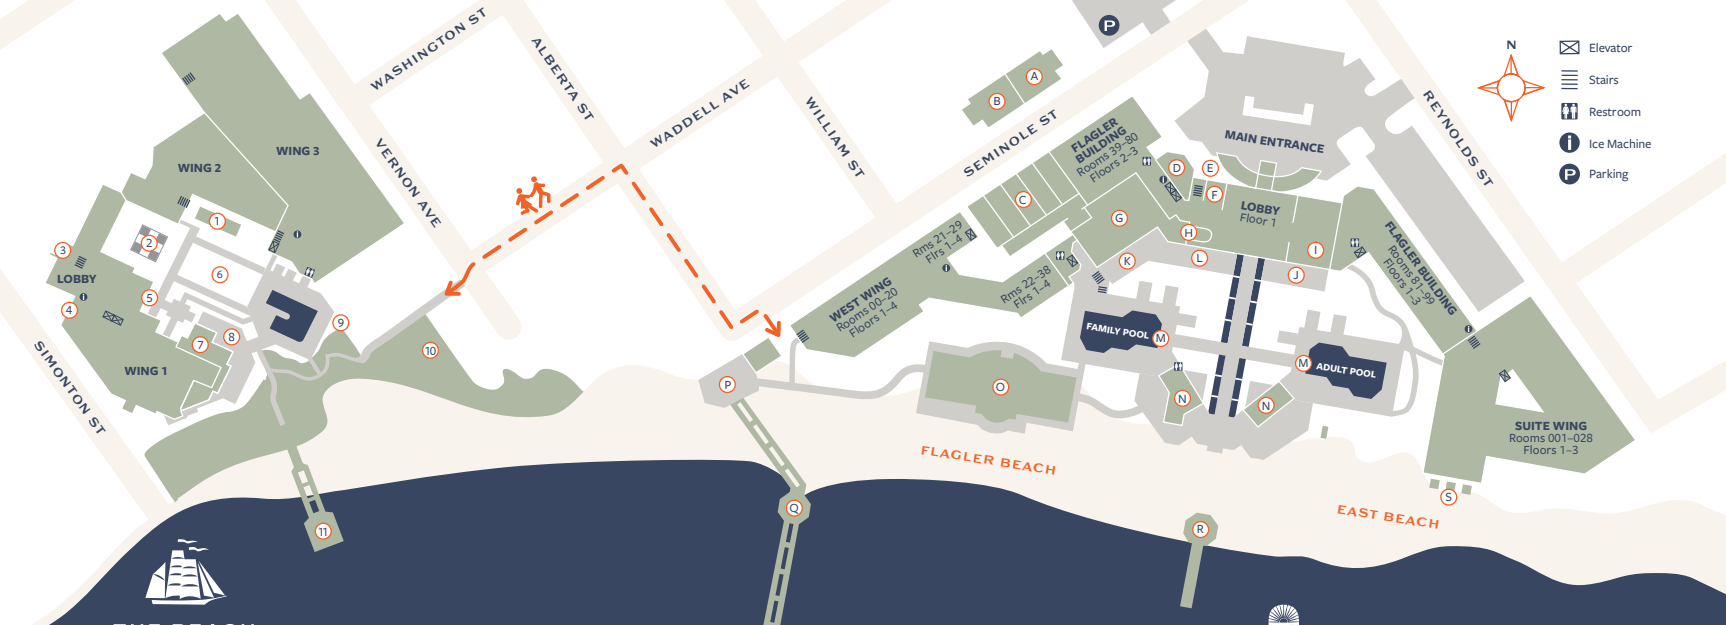 WASHINGTON ST
ALBERTA ST
WADDELL AVE
WILLIAM ST
SEMINOLE ST
REYNOLDS ST
VERNON AVE
SIMONTON ST
P
N
Elevator
Stairs
Restroom
i
Ice Machine
P
Parking
A
B
MAIN ENTRANCE
WING 3
WING 2
WING 1
LOBBY
1
2
3
4
5
6
7
8
9
10
11
FLAGLER
BUILDING
Rooms 39–80
Floors 2–3
C
D
E
F
G
H
I
J
K
L
LOBBY
Floor 1
Rms 21–29
Flrs 1–4
Rms 22–38
Flrs 1–4
WEST WING
Rooms 00–20
Floors 1–4
FLAGLER BUILDING
Rooms 81–99
Floors 1–3
FAMILY POOL
M
M
ADULT POOL
N
N
O
P
Q
R
S
SUITE WING
Rooms 001–028
Floors 1–3
FLAGLER BEACH
EAST BEACH
THE BEACH